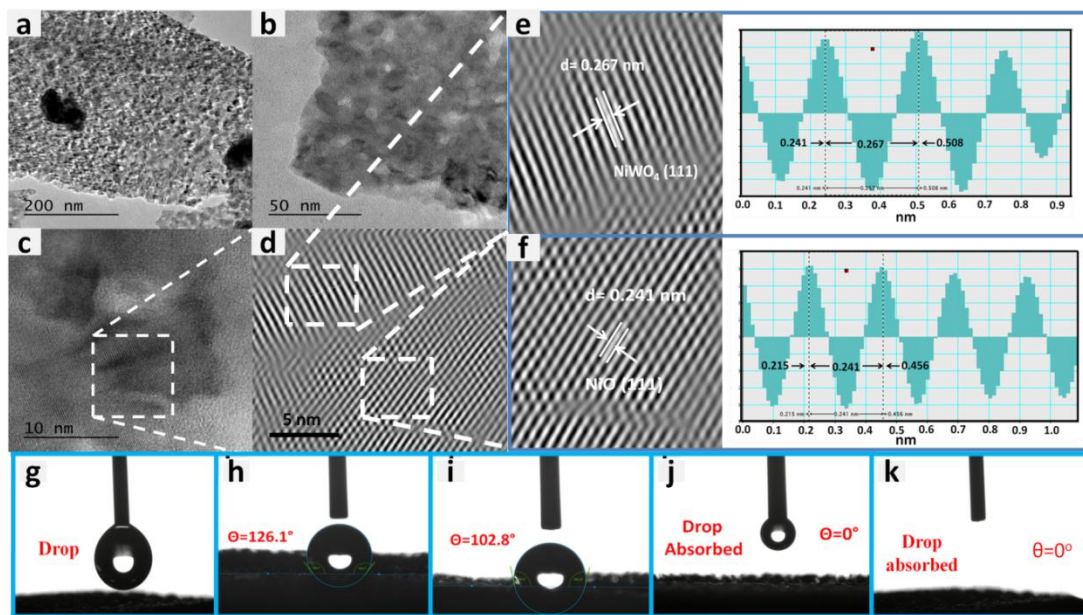 a
200 nm
b
50 nm
c
10 nm
d
5 nm
e
d= 0.267 nm
NiWO₄ (111)
0.241
0.267
0.508
0.241 nm
0.508 nm
0.0 0.1 0.2 0.3 0.4 0.5 0.6 0.7 0.8 0.9
nm
f
d= 0.241 nm
NiO (111)
0.215
0.241
0.456
0.215 nm
0.241 nm
0.456 nm
0.0 0.1 0.2 0.3 0.4 0.5 0.6 0.7 0.8 0.9 1.0
nm
g
Drop
h
Θ=126.1°
i
Θ=102.8°
j
Drop
Absorbed
Θ=0°
k
Drop
absorbed
θ=0°